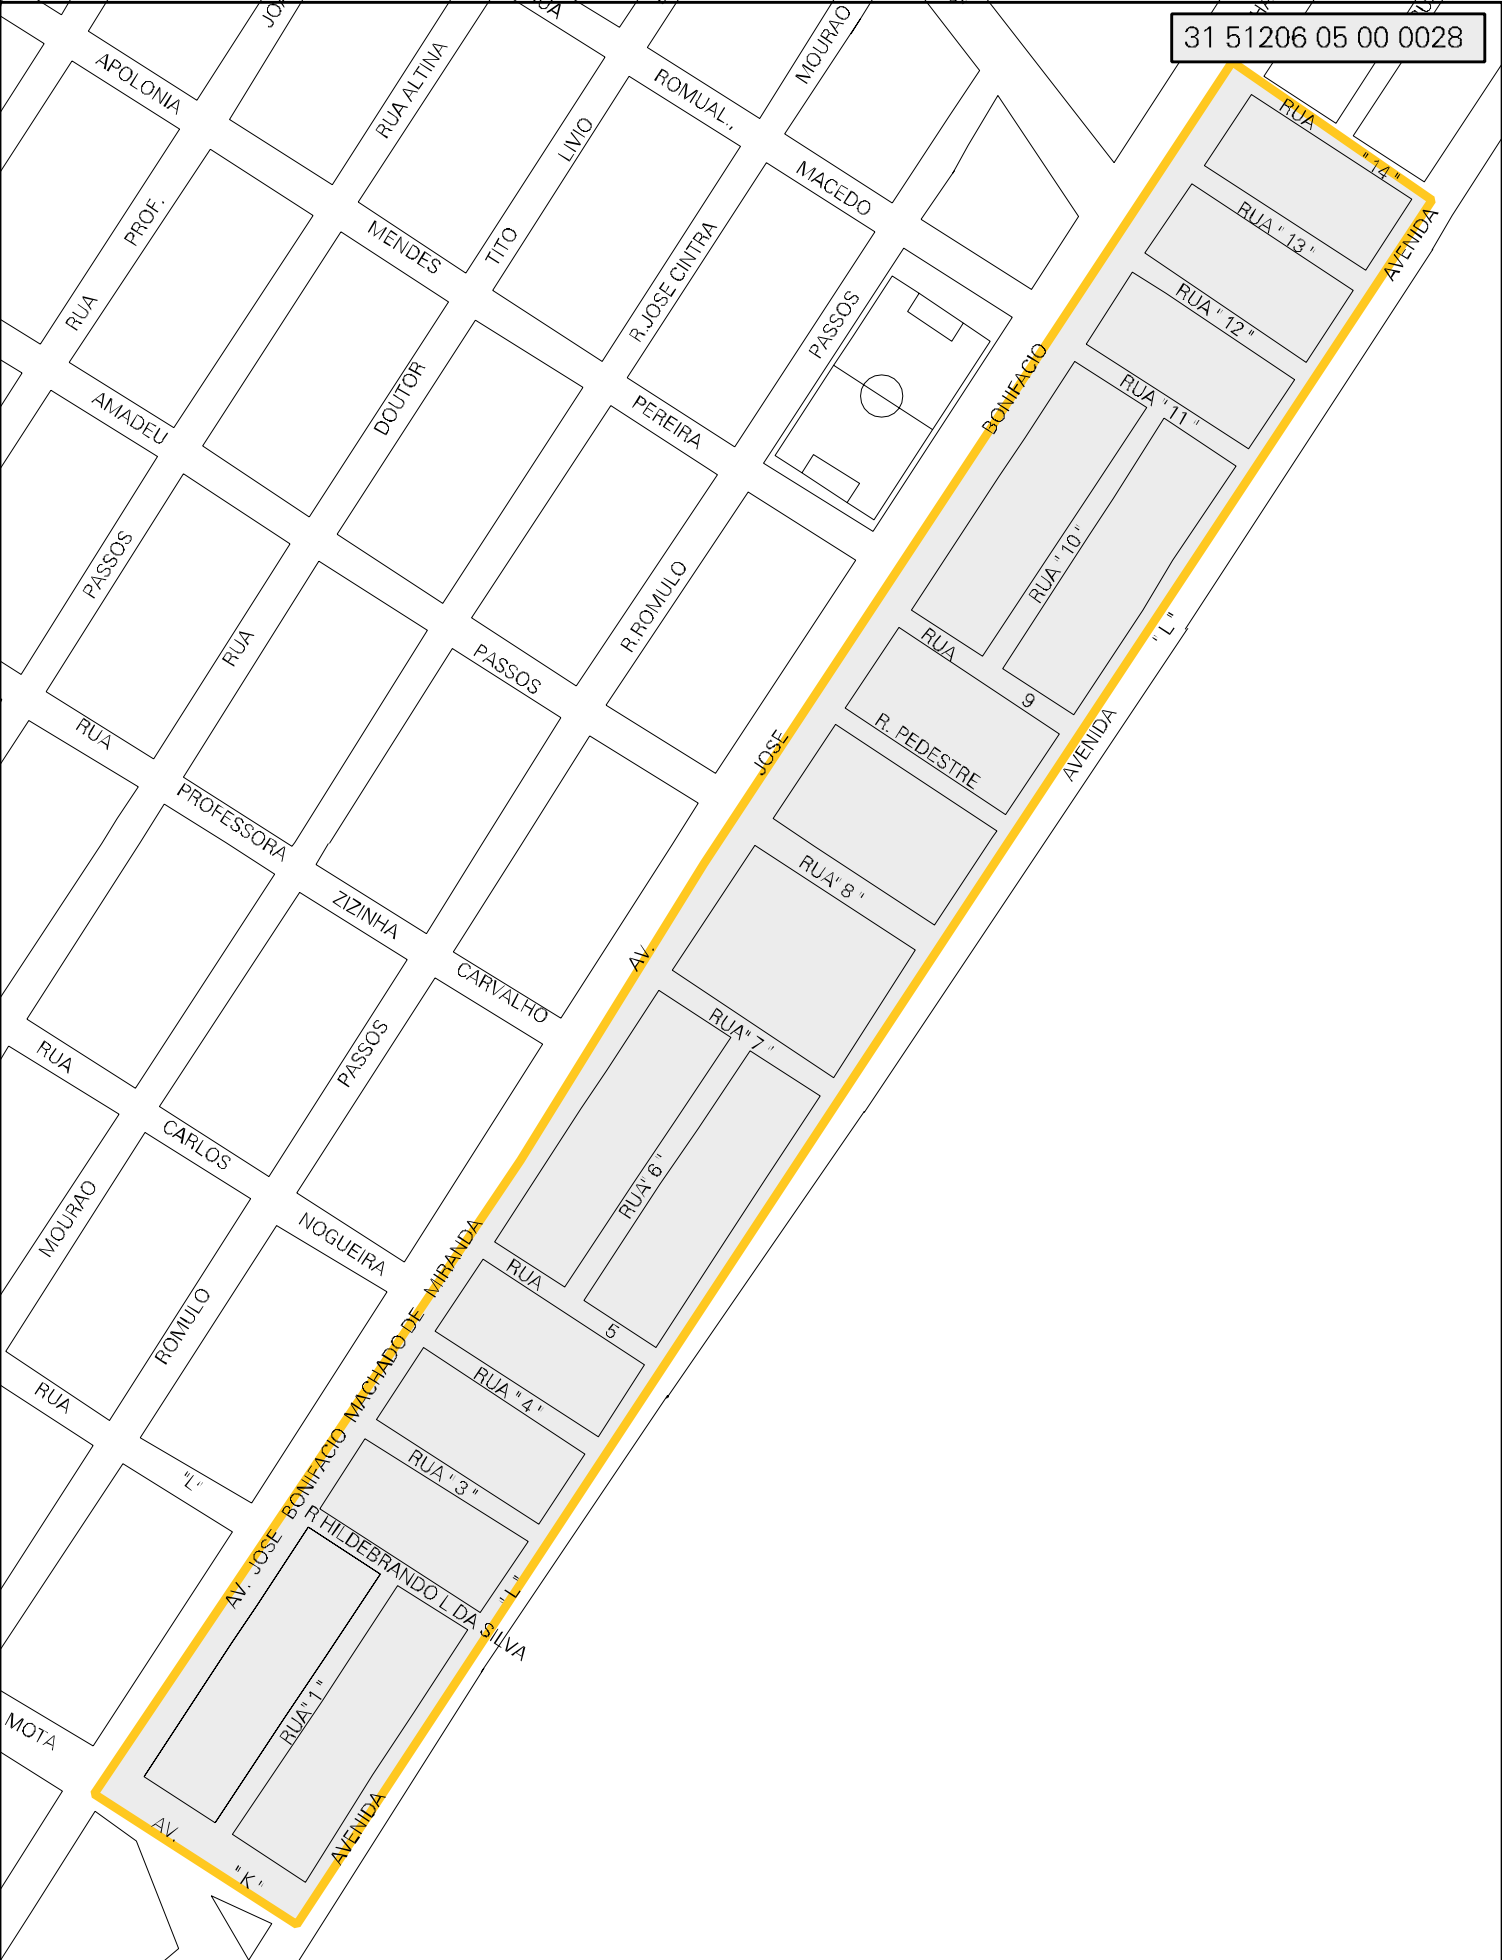 31 51206 05 00 0028
MOURAO
RUA ALTINA
APOLONIA
ROMUAL.,
LIVIO
MACEDO
RUA
"14"
PROF.
MENDES
TITO
R.JOSE CINTRA
RUA "13"
AVENIDA
RUA
PASSOS
RUA "12"
BONIFACIO
DOUTOR
AMADEU
PEREIRA
RUA "11"
PASSOS
RUA "10"
R.ROMULO
RUA
PASSOS
RUA
9
"L"
RUA
R. PEDESTRE
JOSE
AVENIDA
PROFESSORA
ZIZINHA
RUA"8"
AV.
CARVALHO
RUA
PASSOS
RUA"7"
CARLOS
RUA"6"
MOURAO
NOGUEIRA
RUA
5
ROMULO
RUA
"L"
RUA "4"
RUA "3"
AV. JOSE BONIFACIO MACHADO DE MIRANDA
R HILDEBRANDO L DA SILVA
"L"
RUA"1"
MOTA
AVENIDA
AV.
"K"